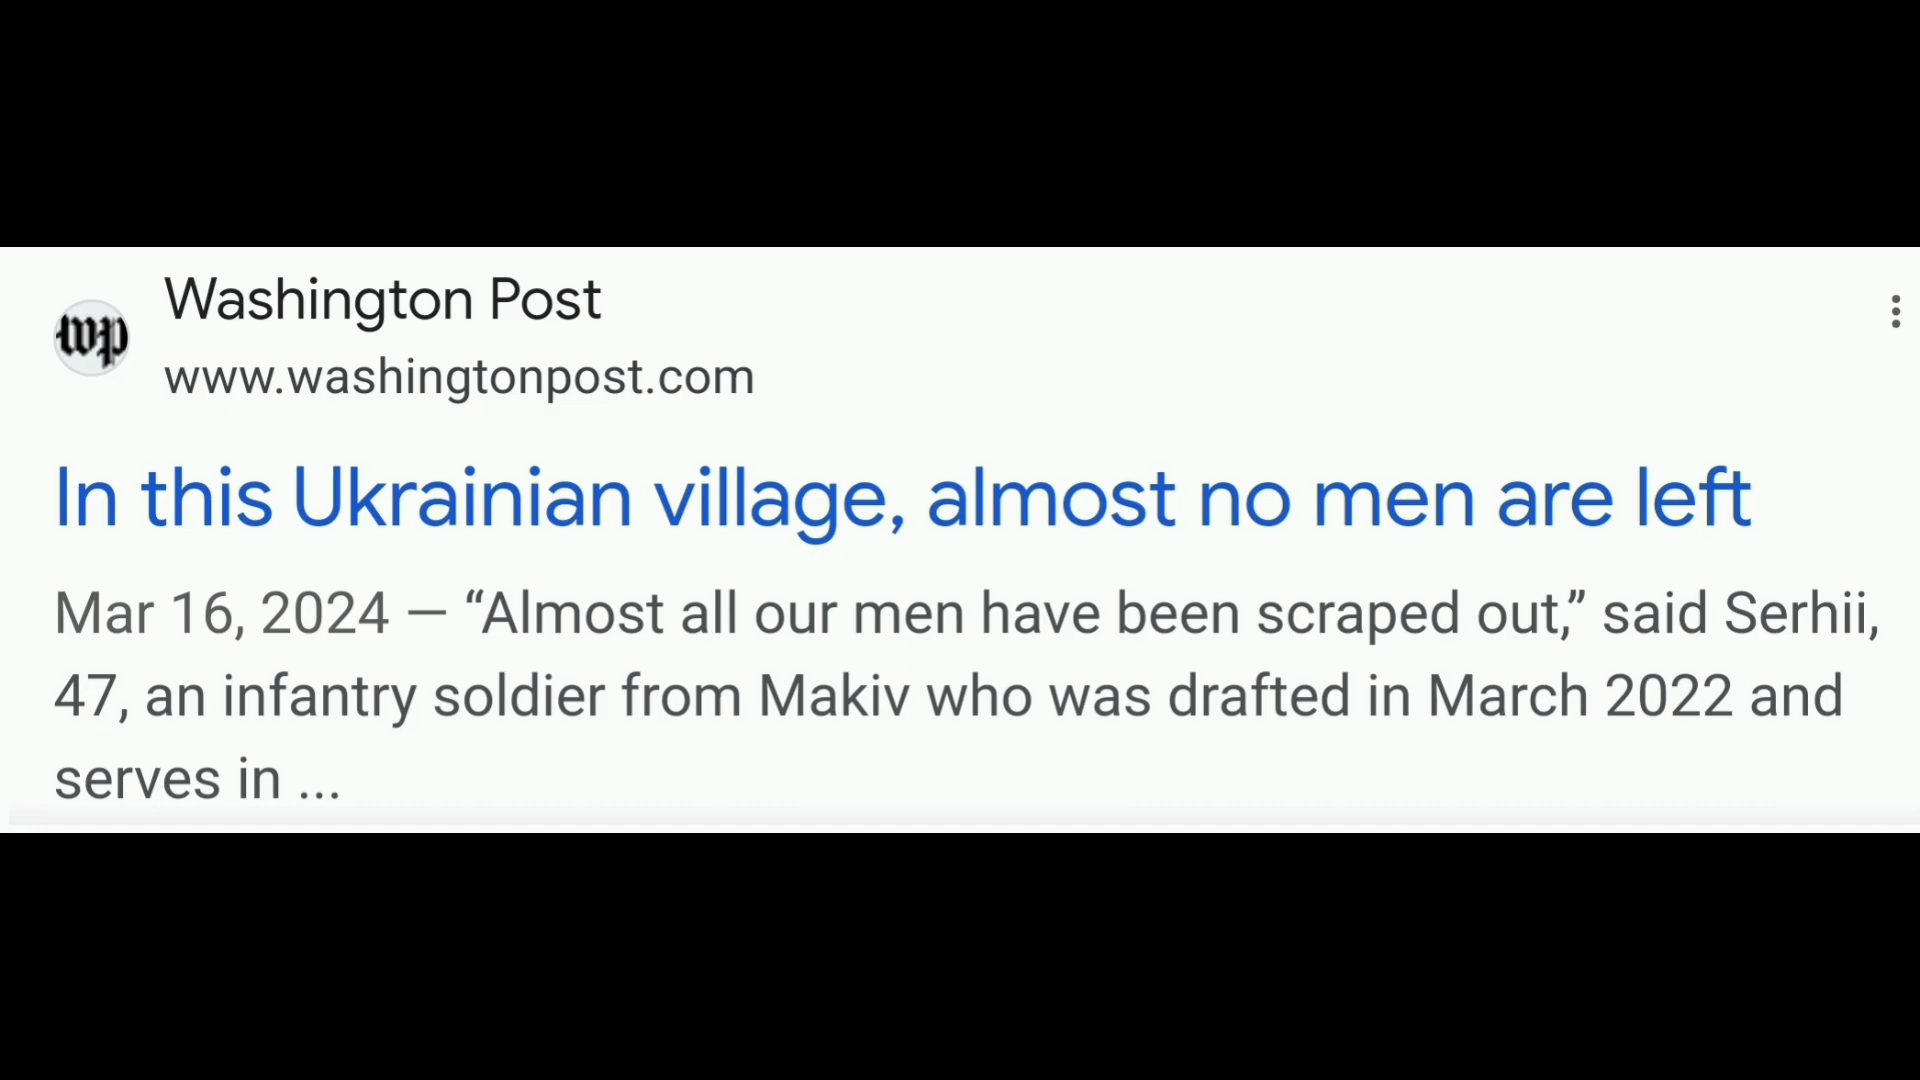 Washington Post
www.washingtonpost.com
In this Ukrainian village, almost no men are left
Mar 16, 2024 — “Almost all our men have been scraped out,” said Serhii,
47, an infantry soldier from Makiv who was drafted in March 2022 and
serves in ...